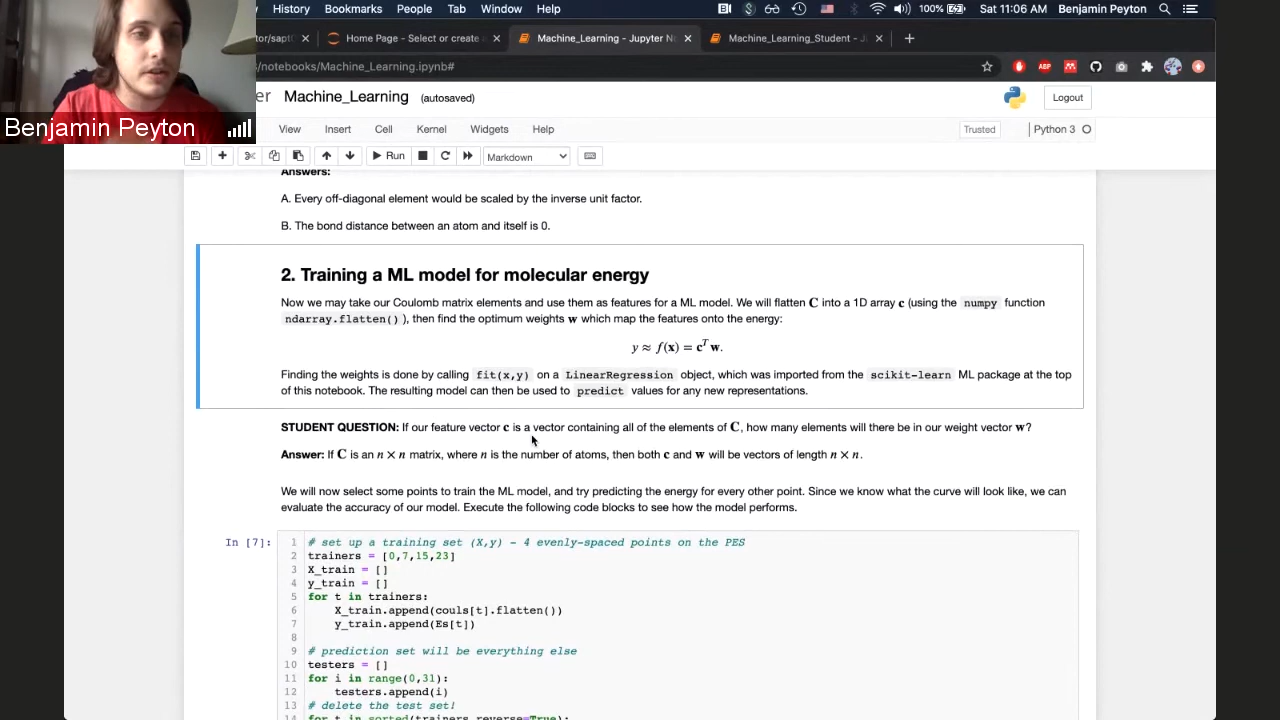 History Bookmarks People Tab Window Help 100% Sat 11:06 AM Benjamin Peyton
Home Page - Select or create Machine_Learning - Jupyter No Machine_Learning_Student - J
s/notebooks/Machine_Learning.ipynb#
Benjamin Peyton
er Machine_Learning (autosaved) Logout
View Insert Cell Kernel Widgets Help Trusted Python 3
Run Markdown
Answers:
A. Every off-diagonal element would be scaled by the inverse unit factor.
B. The bond distance between an atom and itself is 0.
2. Training a ML model for molecular energy
Now we may take our Coulomb matrix elements and use them as features for a ML model. We will flatten C into a 1D array c (using the numpy function
ndarray.flatten() ), then find the optimum weights w which map the features onto the energy:
y ≈ f(x) = cᵀ w.
Finding the weights is done by calling fit(x,y) on a LinearRegression object, which was imported from the scikit-learn ML package at the top
of this notebook. The resulting model can then be used to predict values for any new representations.
STUDENT QUESTION: If our feature vector c is a vector containing all of the elements of C, how many elements will there be in our weight vector w?
Answer: If C is an n × n matrix, where n is the number of atoms, then both c and w will be vectors of length n × n.
We will now select some points to train the ML model, and try predicting the energy for every other point. Since we know what the curve will look like, we can
evaluate the accuracy of our model. Execute the following code blocks to see how the model performs.
In [7]: 1 # set up a training set (X,y) - 4 evenly-spaced points on the PES
2 trainers = [0,7,15,23]
3 X_train = []
4 y_train = []
5 for t in trainers:
6 X_train.append(couls[t].flatten())
7 y_train.append(Es[t])
8
9 # prediction set will be everything else
10 testers = []
11 for i in range(0,31):
12 testers.append(i)
13 # delete the test set!
14 for t in sorted(trainers,reverse=True):